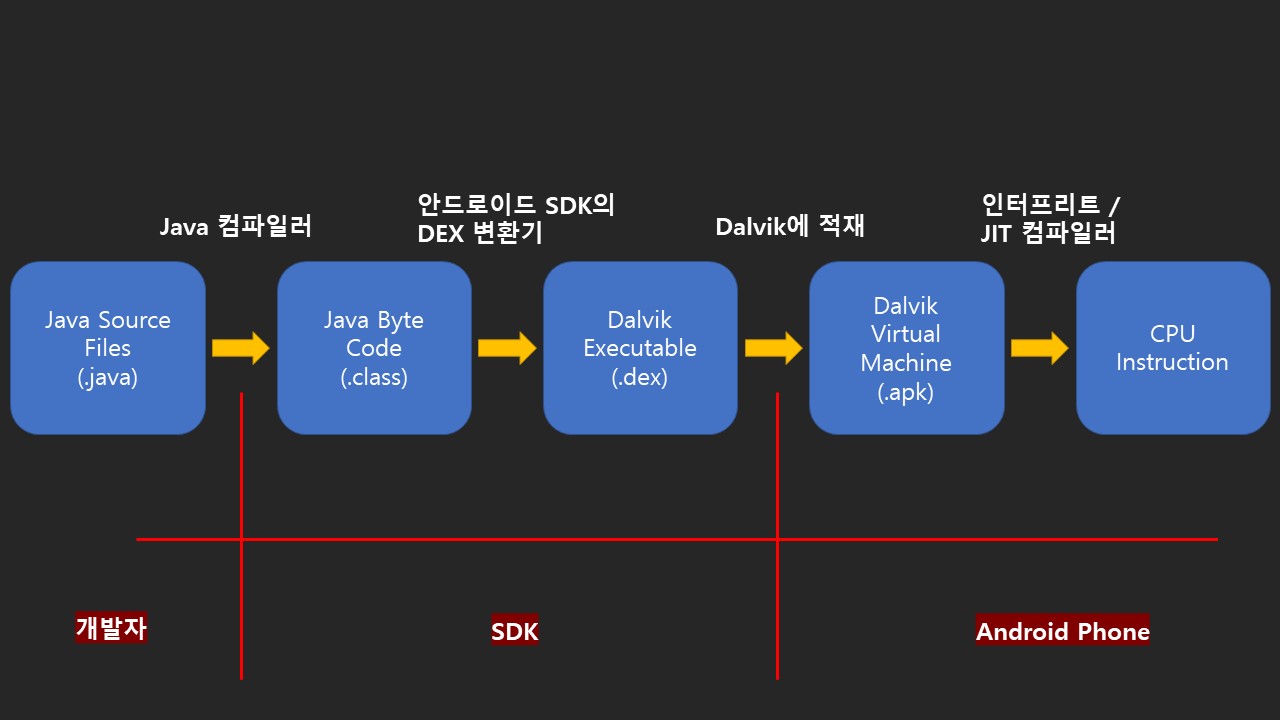 Java 컴파일러
안드로이드 SDK의
DEX 변환기
Dalvik에 적재
인터프리트 /
JIT 컴파일러
Java Source
Files
(.java)
Java Byte
Code
(.class)
Dalvik
Executable
(.dex)
Dalvik
Virtual
Machine
(.apk)
CPU
Instruction
개발자
SDK
Android Phone